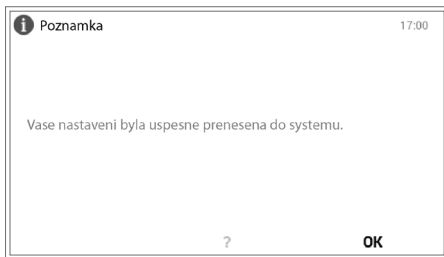 Poznamka 17:00
Vase nastaveni byla uspesne prenesena do systemu.
? OK